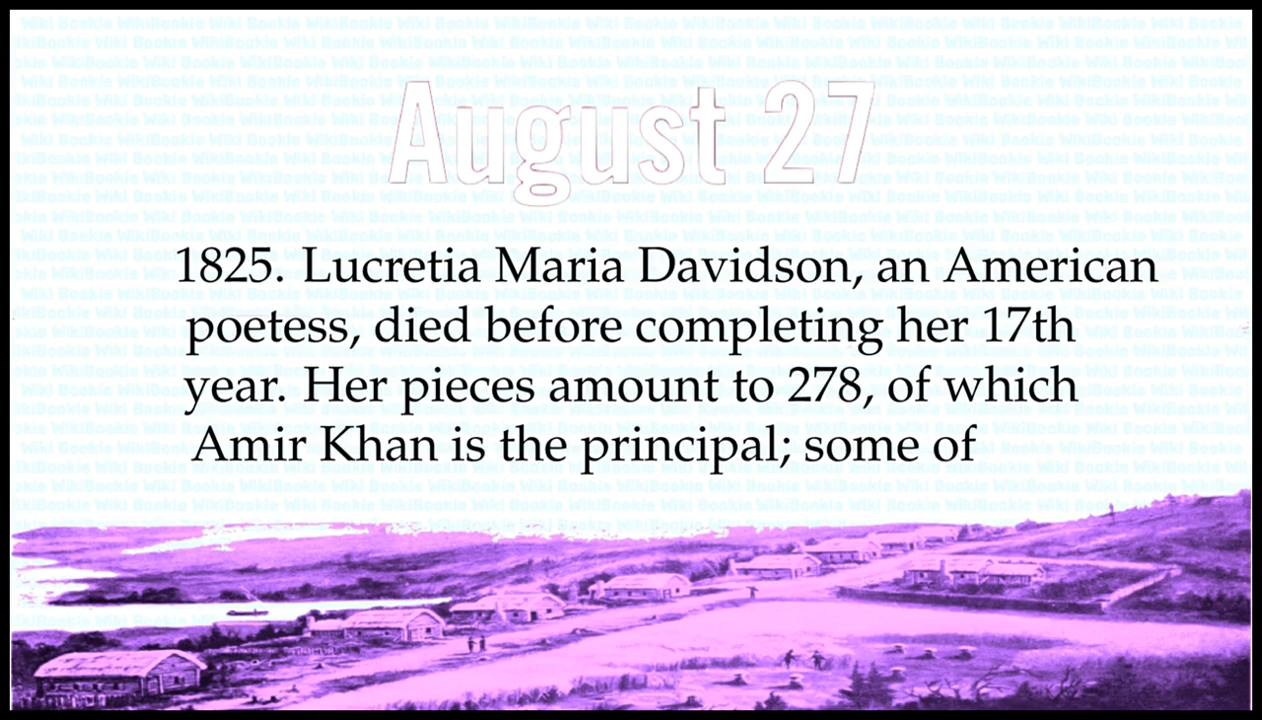 August 27
1825. Lucretia Maria Davidson, an American
poetess, died before completing her 17th
year. Her pieces amount to 278, of which
Amir Khan is the principal; some of